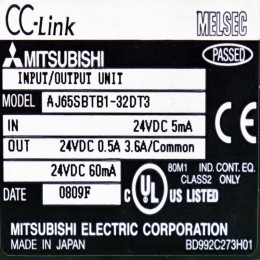 CC-Link MELSEC
MITSUBISHI PASSED
INPUT/OUTPUT UNIT
MODEL AJ65SBTB1-32DT3
IN 24VDC 5mA
OUT 24VDC 0.5A 3.6A/Common
24VDC 60mA 80M1 IND. CONT. EQ.
CLASS2 ONLY
DATE 0809F C UL US LISTED
MITSUBISHI ELECTRIC CORPORATION
MADE IN JAPAN BD992C273H01